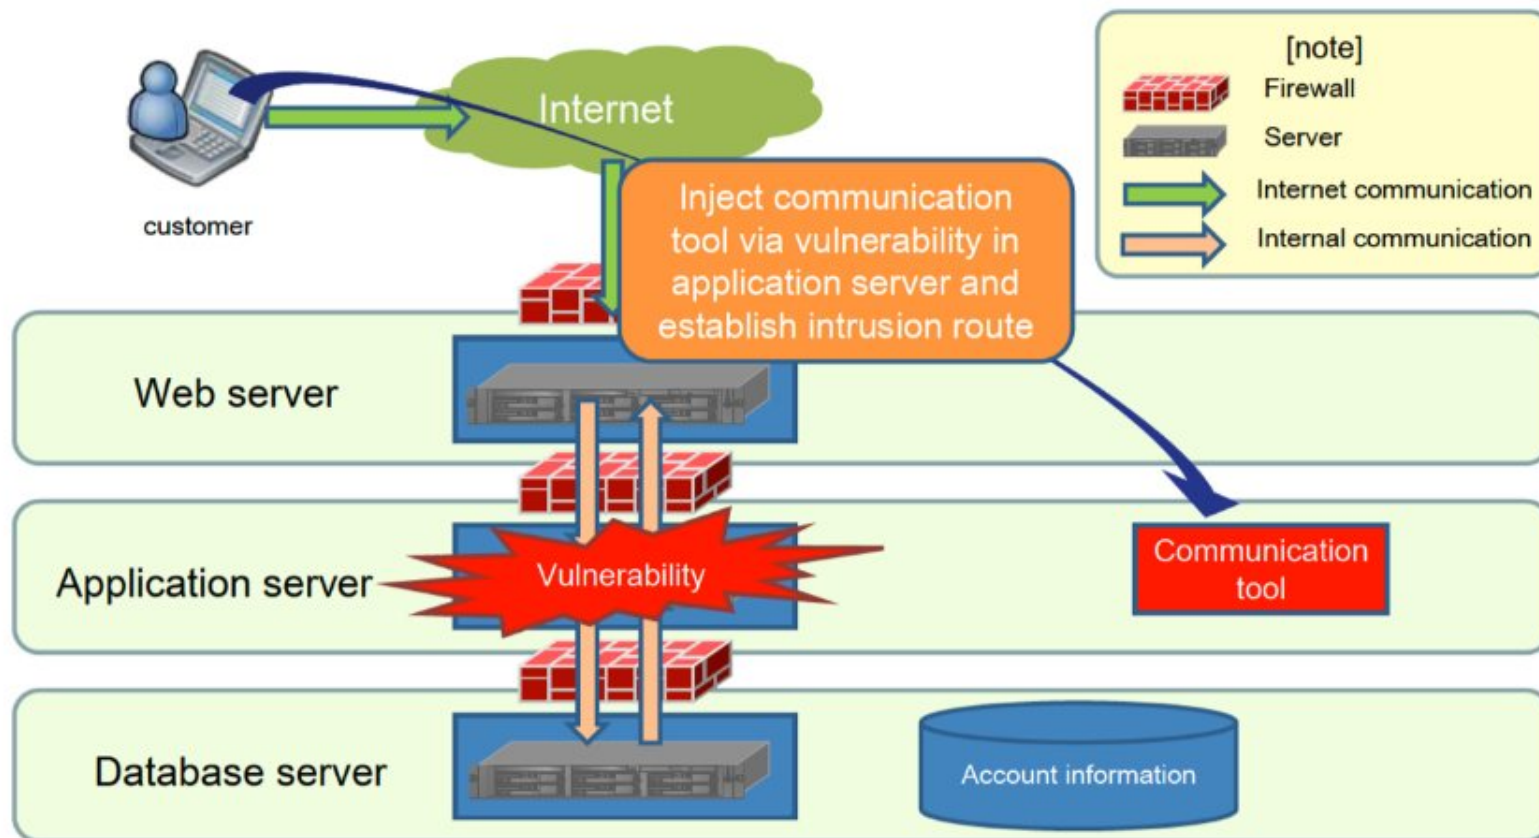 [note]
Firewall
Server
Internet communication
Internal communication
Internet
customer
Inject communication
tool via vulnerability in
application server and
establish intrusion route
Web server
Application server
Vulnerability
Communication
tool
Database server
Account information